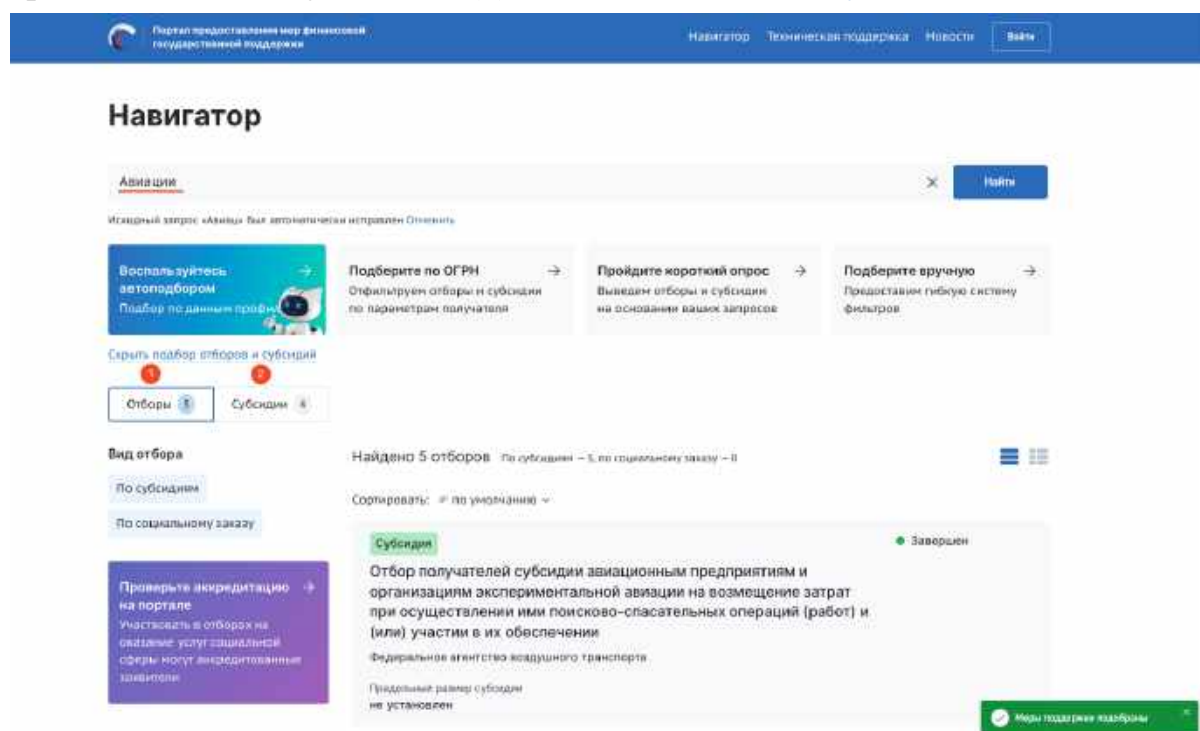 Портал предоставления мер финансовой
государственной поддержки
Навигатор Техническая поддержка Новости Войти
Навигатор
Авиации
Найти
Исходный запрос «Авиац» был автоматически исправлен Отменить
Воспользуйтесь
автоподбором
Подбор по данным
Подберите по ОГРН
Отфильтруем отборы и субсидии
по параметрам получателя
Пройдите короткий опрос
Выведем отборы и субсидии
на основании ваших запросов
Подберите вручную
Предоставим гибкую систему
фильтров
Скрыть подбор отборов и субсидий
1 2
Отборы 5 Субсидии
Вид отбора
По субсидиям
По социальному заказу
Проверьте аккредитацию
на портале
Участвовать в отборах на
оказание услуг социальной
сферы могут аккредитованные
заявители
Найдено 5 отборов По субсидиям – 5, по социальному заказу – 0
Сортировать: по умолчанию
Субсидия Завершен
Отбор получателей субсидии авиационным предприятиям и
организациям экспериментальной авиации на возмещение затрат
при осуществлении ими поисково-спасательных операций (работ) и
(или) участии в их обеспечении
Федеральное агентство воздушного транспорта
Предельный размер субсидии
не установлен
Меры поддержки подобраны